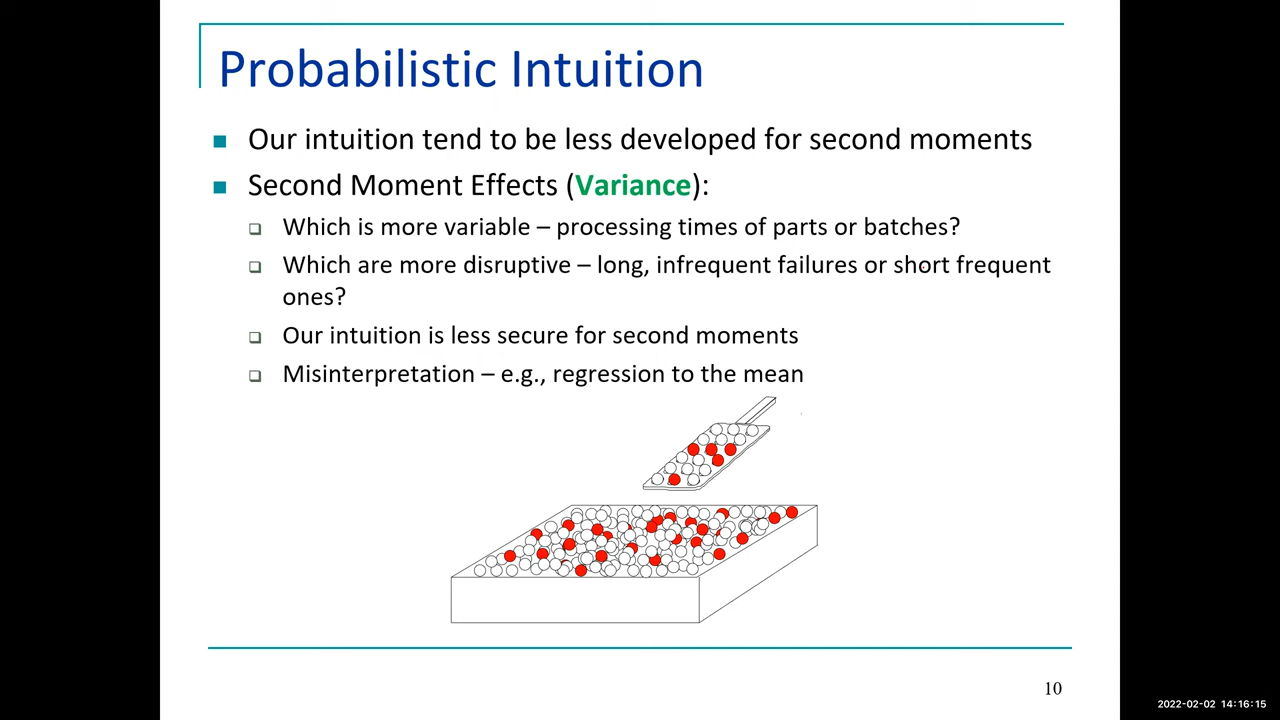 Probabilistic Intuition
Our intuition tend to be less developed for second moments
Second Moment Effects (Variance):
Which is more variable – processing times of parts or batches?
Which are more disruptive – long, infrequent failures or short frequent
ones?
Our intuition is less secure for second moments
Misinterpretation – e.g., regression to the mean
10
2022-02-02 14:16:15